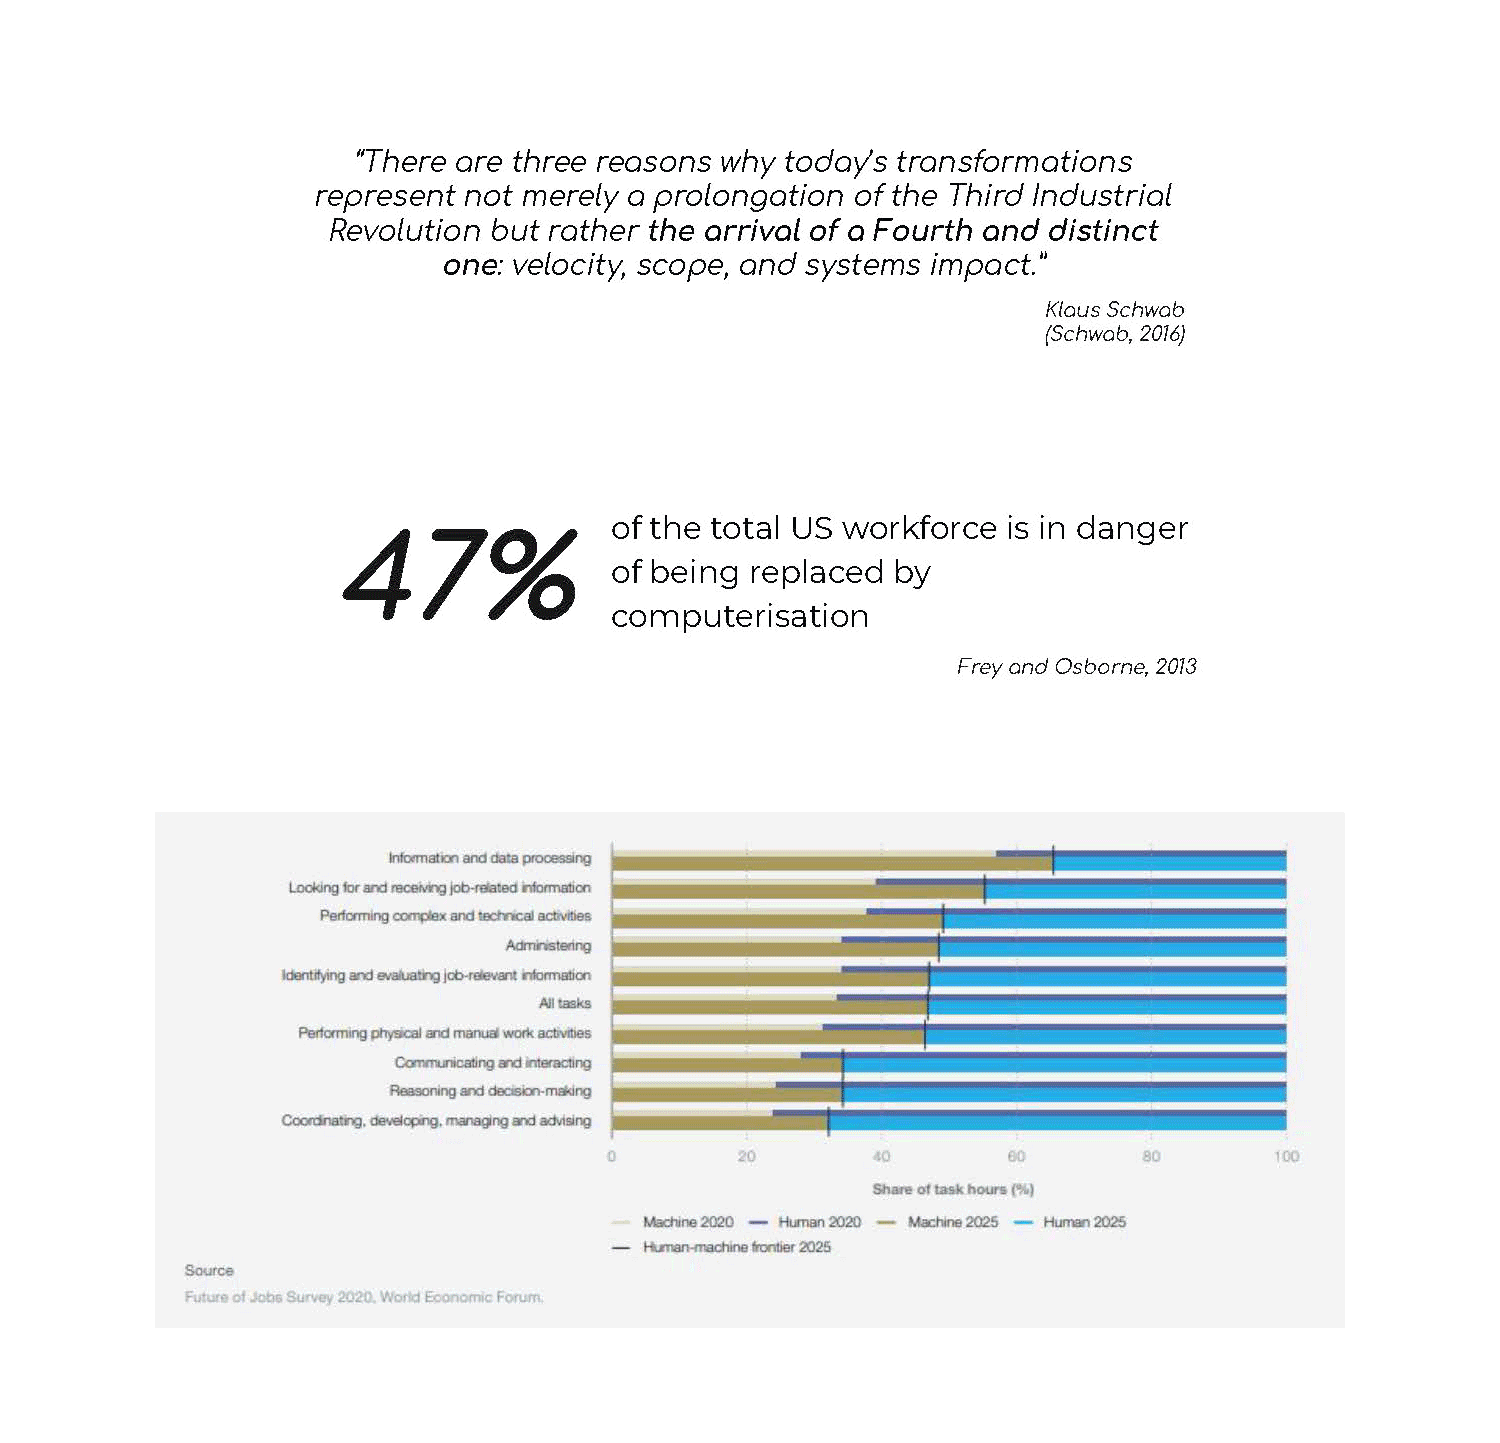 "There are three reasons why today's transformations
represent not merely a prolongation of the Third Industrial
Revolution but rather the arrival of a Fourth and distinct
one: velocity, scope, and systems impact."
Klaus Schwab
(Schwab, 2016)
47%
of the total US workforce is in danger
of being replaced by
computerisation
Frey and Osborne, 2013
Information and data processing
Looking for and receiving job-related information
Performing complex and technical activities
Administering
Identifying and evaluating job-relevant information
All tasks
Performing physical and manual work activities
Communicating and interacting
Reasoning and decision-making
Coordinating, developing, managing and advising
0 20 40 60 80 100
Share of task hours (%)
Machine 2020 Human 2020 Machine 2025 Human 2025
Human-machine frontier 2025
Source
Future of Jobs Survey 2020, World Economic Forum.